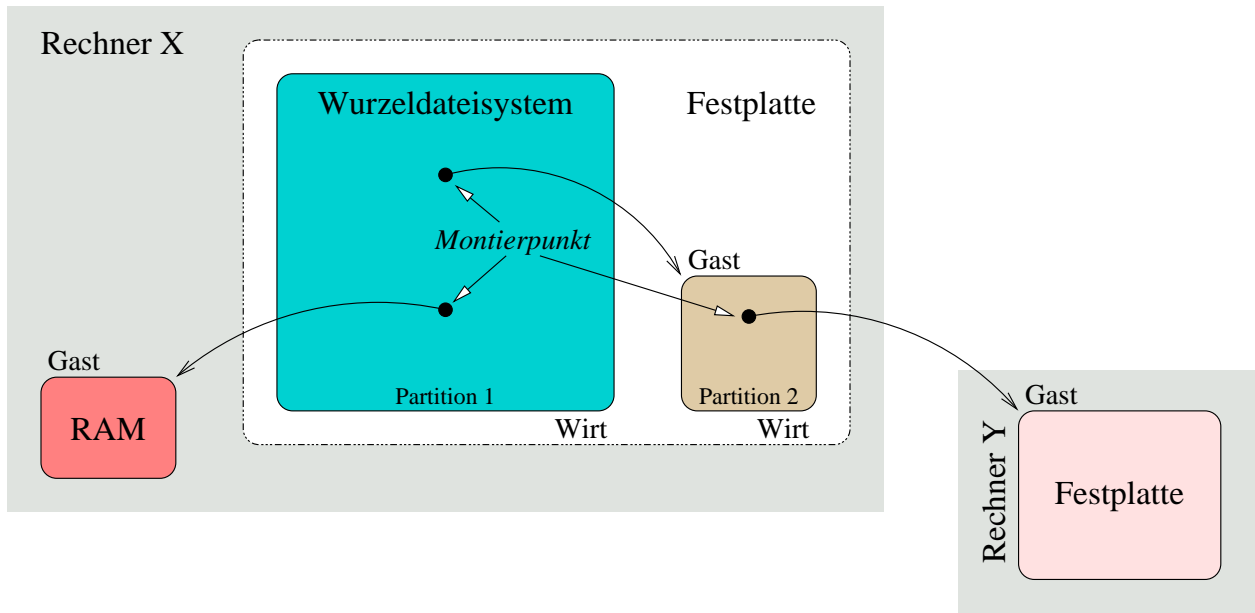 Rechner X
Wurzeldateisystem
Festplatte
Montierpunkt
Gast
Gast
RAM
Partition 1
Partition 2
Wirt
Wirt
Gast
Rechner Y
Festplatte